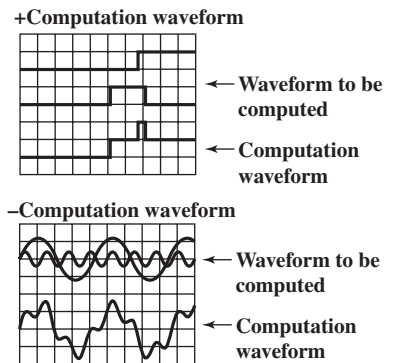 +Computation waveform
Waveform to be
computed
Computation
waveform
–Computation waveform
Waveform to be
computed
Computation
waveform